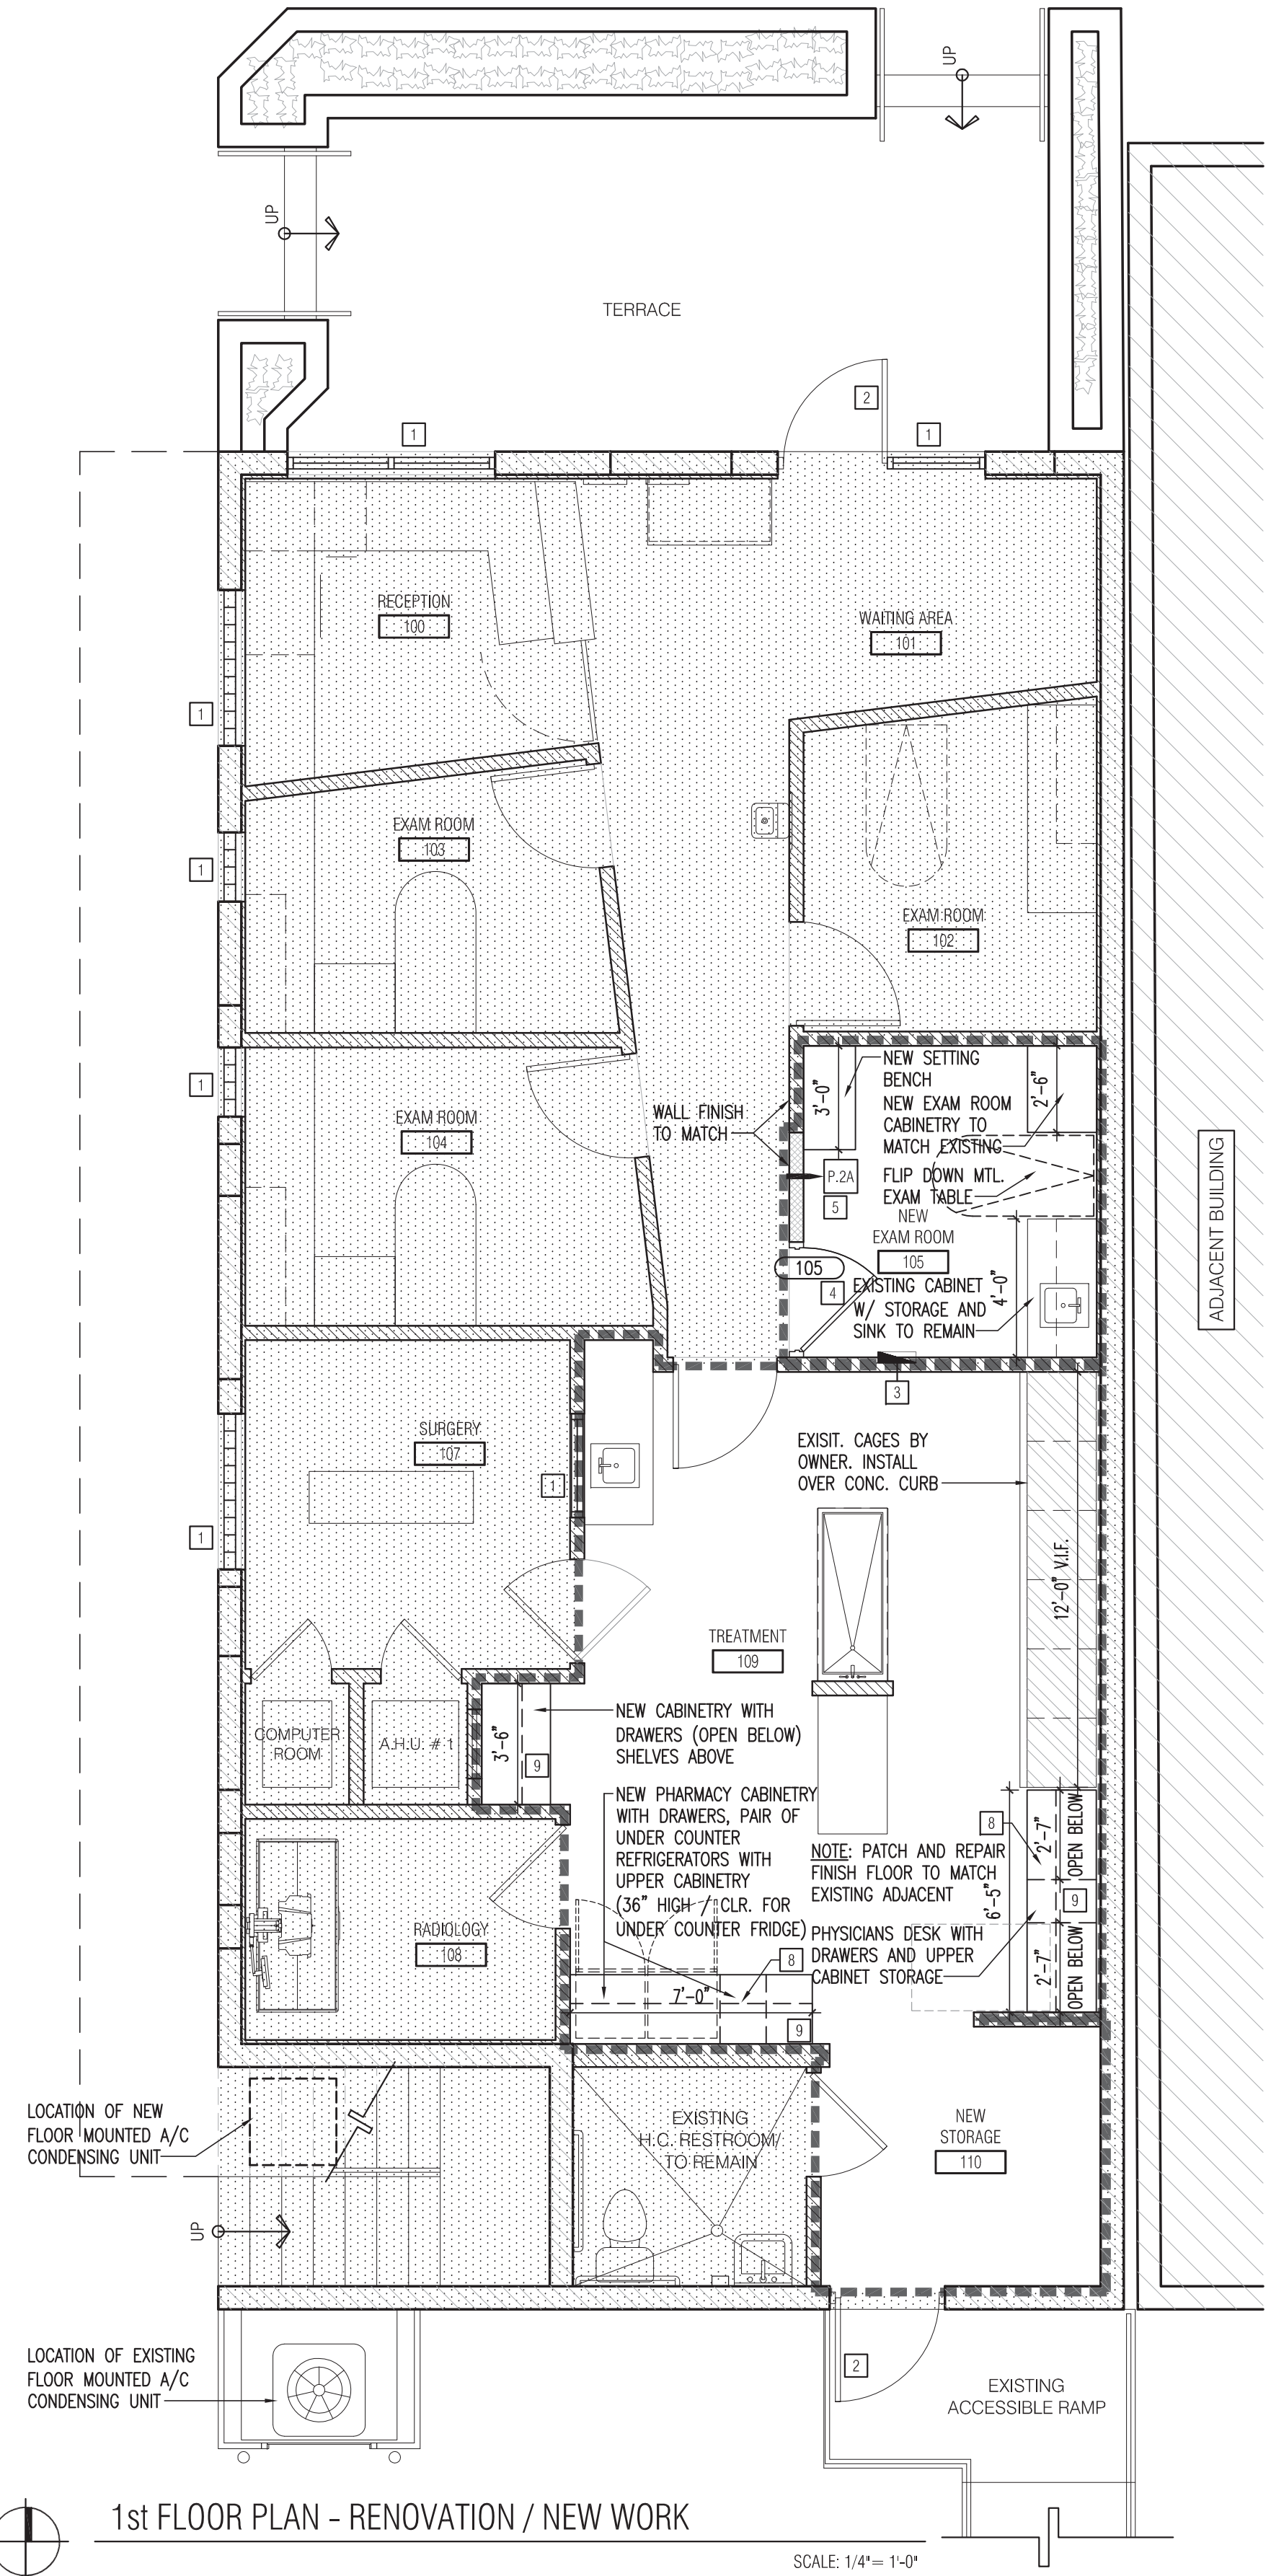 UP
UP
TERRACE
2
1
1
RECEPTION
100
WAITING AREA
101
1
EXAM ROOM
103
1
EXAM ROOM
102
NEW SETTING
BENCH
3'-0"
2'-6"
NEW EXAM ROOM
CABINETRY TO
MATCH EXISTING
WALL FINISH
TO MATCH
1
EXAM ROOM
104
FLIP DOWN MTL.
EXAM TABLE
P.2A
5
NEW
EXAM ROOM
105
105
4
EXISTING CABINET
W/ STORAGE AND
SINK TO REMAIN
4'-0"
ADJACENT BUILDING
3
SURGERY
107
1
1
EXISIT. CAGES BY
OWNER. INSTALL
OVER CONC. CURB
12'-0" V.I.F.
TREATMENT
109
COMPUTER
ROOM
A.H.U. # 1
3'-6"
9
NEW CABINETRY WITH
DRAWERS (OPEN BELOW)
SHELVES ABOVE
NEW PHARMACY CABINETRY
WITH DRAWERS, PAIR OF
UNDER COUNTER
REFRIGERATORS WITH
UPPER CABINETRY
(36" HIGH / CLR. FOR
UNDER COUNTER FRIDGE)
8
2'-7"
OPEN BELOW
NOTE: PATCH AND REPAIR
FINISH FLOOR TO MATCH
EXISTING ADJACENT
6'-5"
9
PHYSICIANS DESK WITH
DRAWERS AND UPPER
CABINET STORAGE
2'-7"
OPEN BELOW
RADIOLOGY
108
8
7'-0"
9
LOCATION OF NEW
FLOOR MOUNTED A/C
CONDENSING UNIT
EXISTING
H.C. RESTROOM/
TO REMAIN
NEW
STORAGE
110
UP
LOCATION OF EXISTING
FLOOR MOUNTED A/C
CONDENSING UNIT
2
EXISTING
ACCESSIBLE RAMP
1st FLOOR PLAN - RENOVATION / NEW WORK
SCALE: 1/4"= 1'-0"